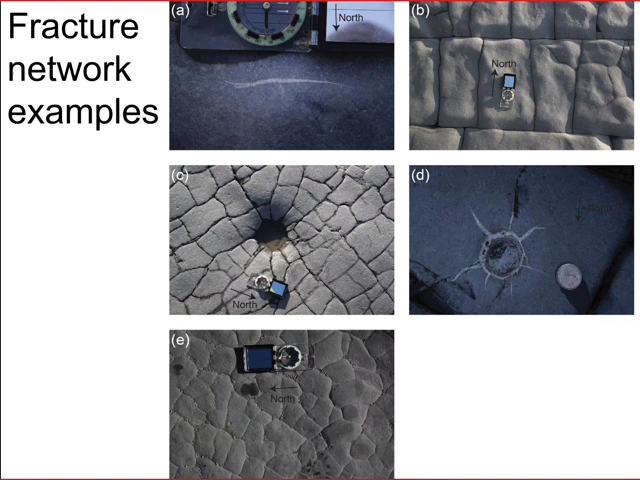 Fracture
network
examples
(a)
North
(b)
North
(c)
North
(d)
(e)
North